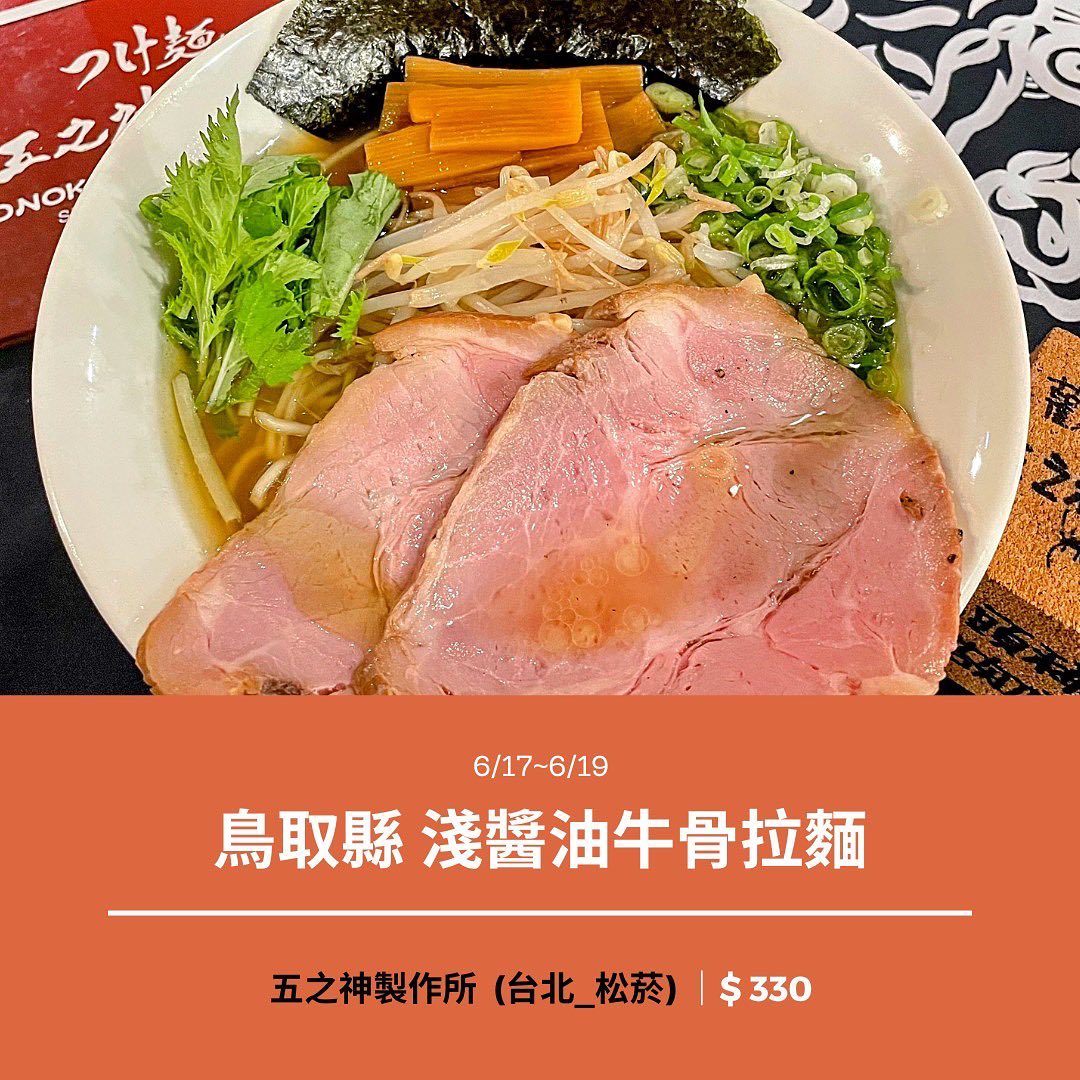 つけ麺
五之神
6/17~6/19
鳥取縣 淺醬油牛骨拉麵
五之神製作所 (台北_松菸)｜$ 330